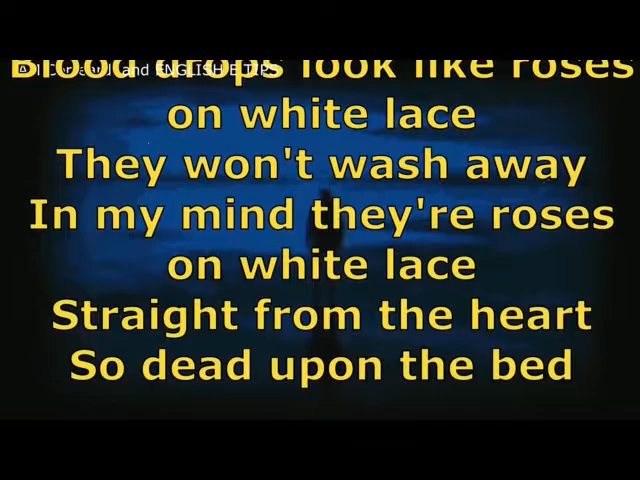 Blood drops look like roses
on white lace
They won't wash away
In my mind they're roses
on white lace
Straight from the heart
So dead upon the bed